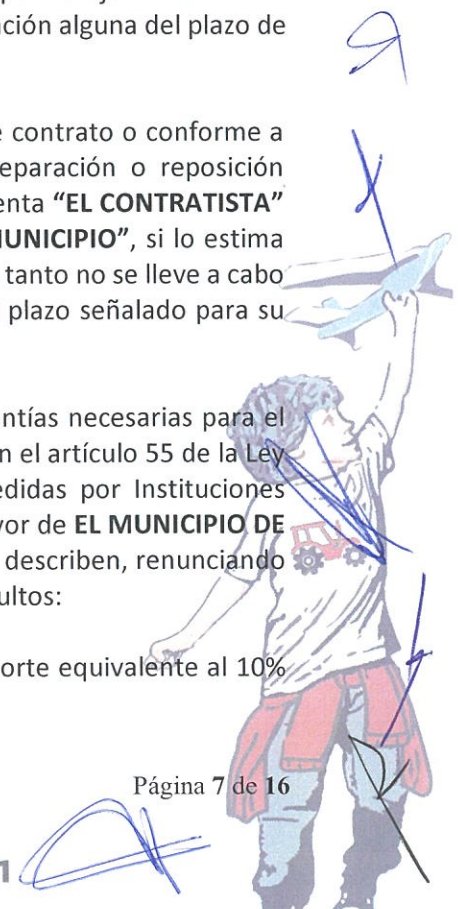 ación alguna del plazo de
e contrato o conforme a
eparación o reposición
enta “EL CONTRATISTA”
MUNICIPIO”, si lo estima
tanto no se lleve a cabo
plazo señalado para su
ntías necesarias para el
n el artículo 55 de la Ley
edidas por Instituciones
vor de EL MUNICIPIO DE
describen, renunciando
ultos:
orte equivalente al 10%
Página 7 de 16
1